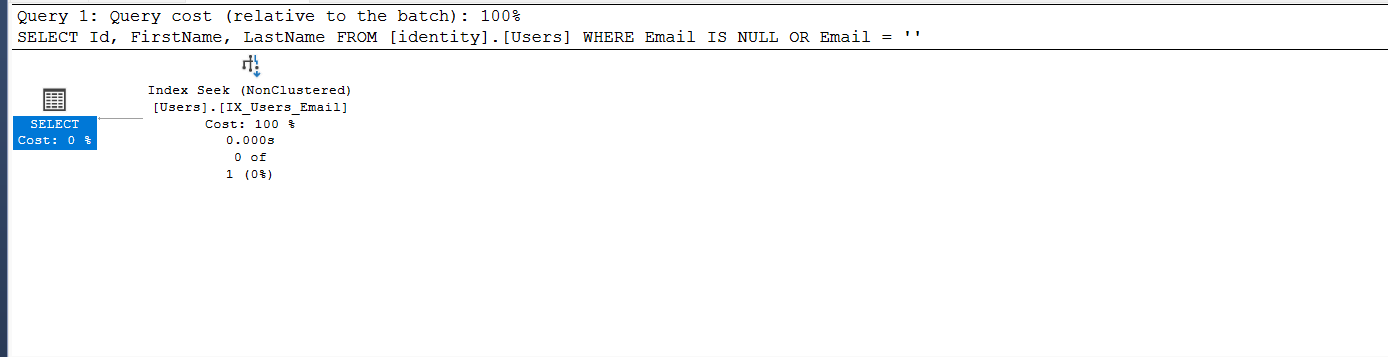 Query 1: Query cost (relative to the batch): 100%
SELECT Id, FirstName, LastName FROM [identity].[Users] WHERE Email IS NULL OR Email = ''
SELECT
Cost: 0 %
Index Seek (NonClustered)
[Users].[IX_Users_Email]
Cost: 100 %
0.000s
0 of
1 (0%)